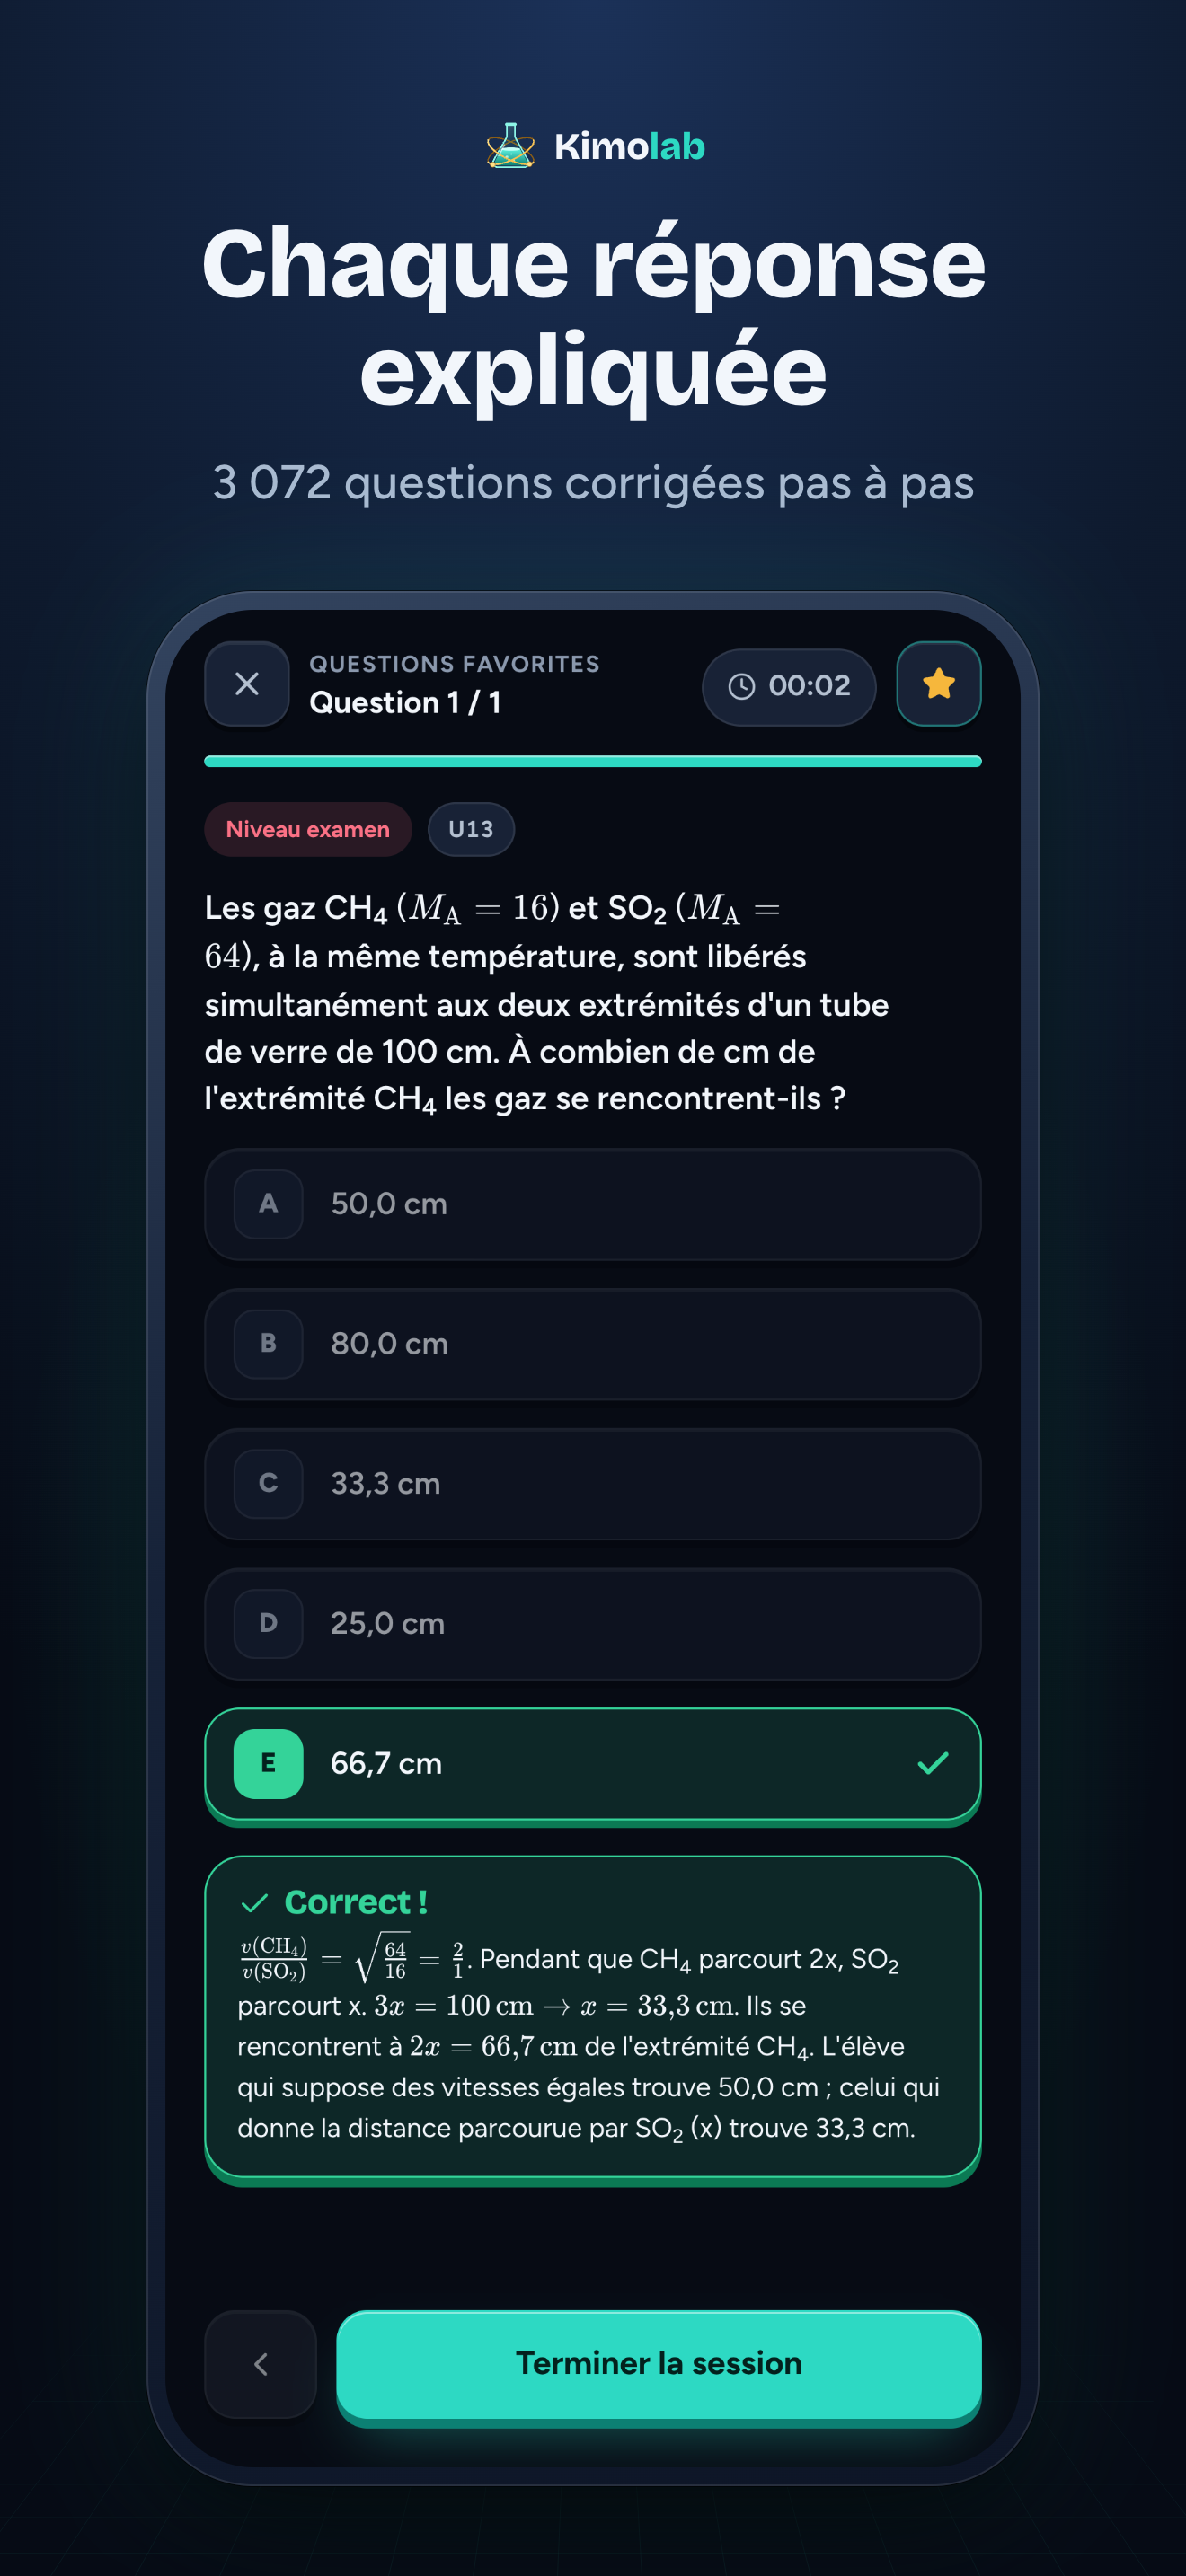 Kimolab
Chaque réponse
expliquée
3 072 questions corrigées pas à pas
QUESTIONS FAVORITES
Question 1 / 1
00:02
Niveau examen
U13
Les gaz CH₄ (M_A = 16) et SO₂ (M_A =
64), à la même température, sont libérés
simultanément aux deux extrémités d'un tube
de verre de 100 cm. À combien de cm de
l'extrémité CH₄ les gaz se rencontrent-ils ?
A 50,0 cm
B 80,0 cm
C 33,3 cm
D 25,0 cm
E 66,7 cm
Correct !
v(CH₄)/v(SO₂) = √(64/16) = 2/1. Pendant que CH₄ parcourt 2x, SO₂
parcourt x. 3x = 100 cm → x = 33,3 cm. Ils se
rencontrent à 2x = 66,7 cm de l'extrémité CH₄. L'élève
qui suppose des vitesses égales trouve 50,0 cm ; celui qui
donne la distance parcourue par SO₂ (x) trouve 33,3 cm.
Terminer la session